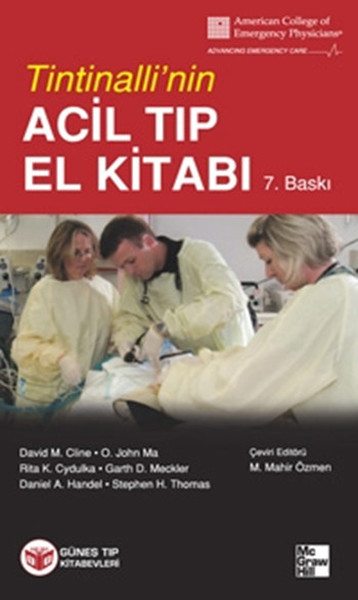 American College of
Emergency Physicians®
ADVANCING EMERGENCY CARE
Tintinalli'nin
ACİL TIP
EL KİTABI 7. Baskı
David M. Cline • O. John Ma
Rita K. Cydulka • Garth D. Meckler
Daniel A. Handel • Stephen H. Thomas
Çeviri Editörü
M. Mahir Özmen
GÜNEŞ TIP
KİTABEVLERİ
Mc
Graw
Hill